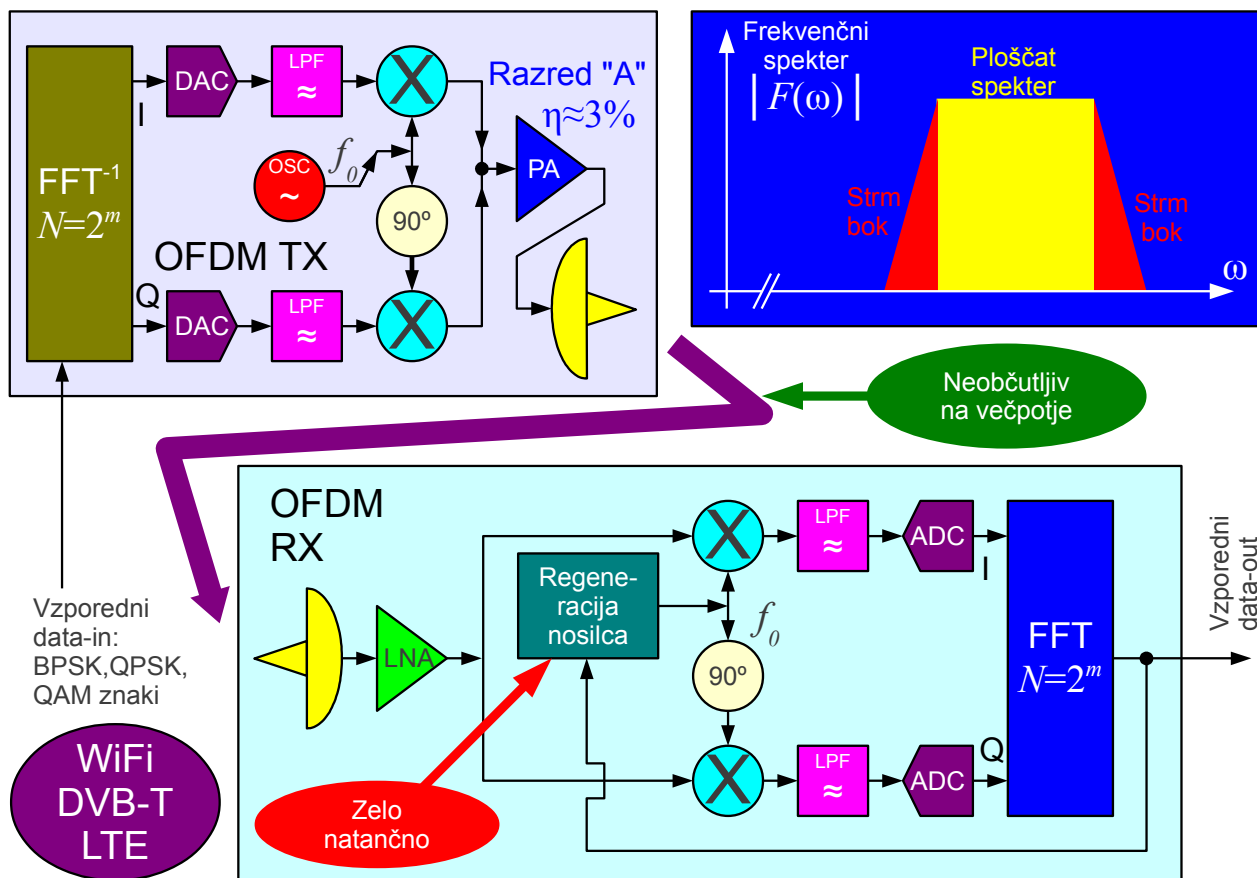 DAC
LPF
≈
X
Razred "A"
η≈3%
I
OSC
~
f₀
FFT⁻¹
N=2ᵐ
90º
PA
OFDM TX
Q
DAC
LPF
≈
X
Frekvenčni
spekter
|F(ω)|
Ploščat
spekter
Strm
bok
Strm
bok
ω
Neobčutljiv
na večpotje
Vzporedni
data-in:
BPSK,QPSK,
QAM znaki
WiFi
DVB-T
LTE
OFDM
RX
LNA
Regene-
racija
nosilca
X
LPF
≈
ADC
I
f₀
90º
FFT
N=2ᵐ
X
LPF
≈
ADC
Q
Zelo
natančno
Vzporedni
data-out